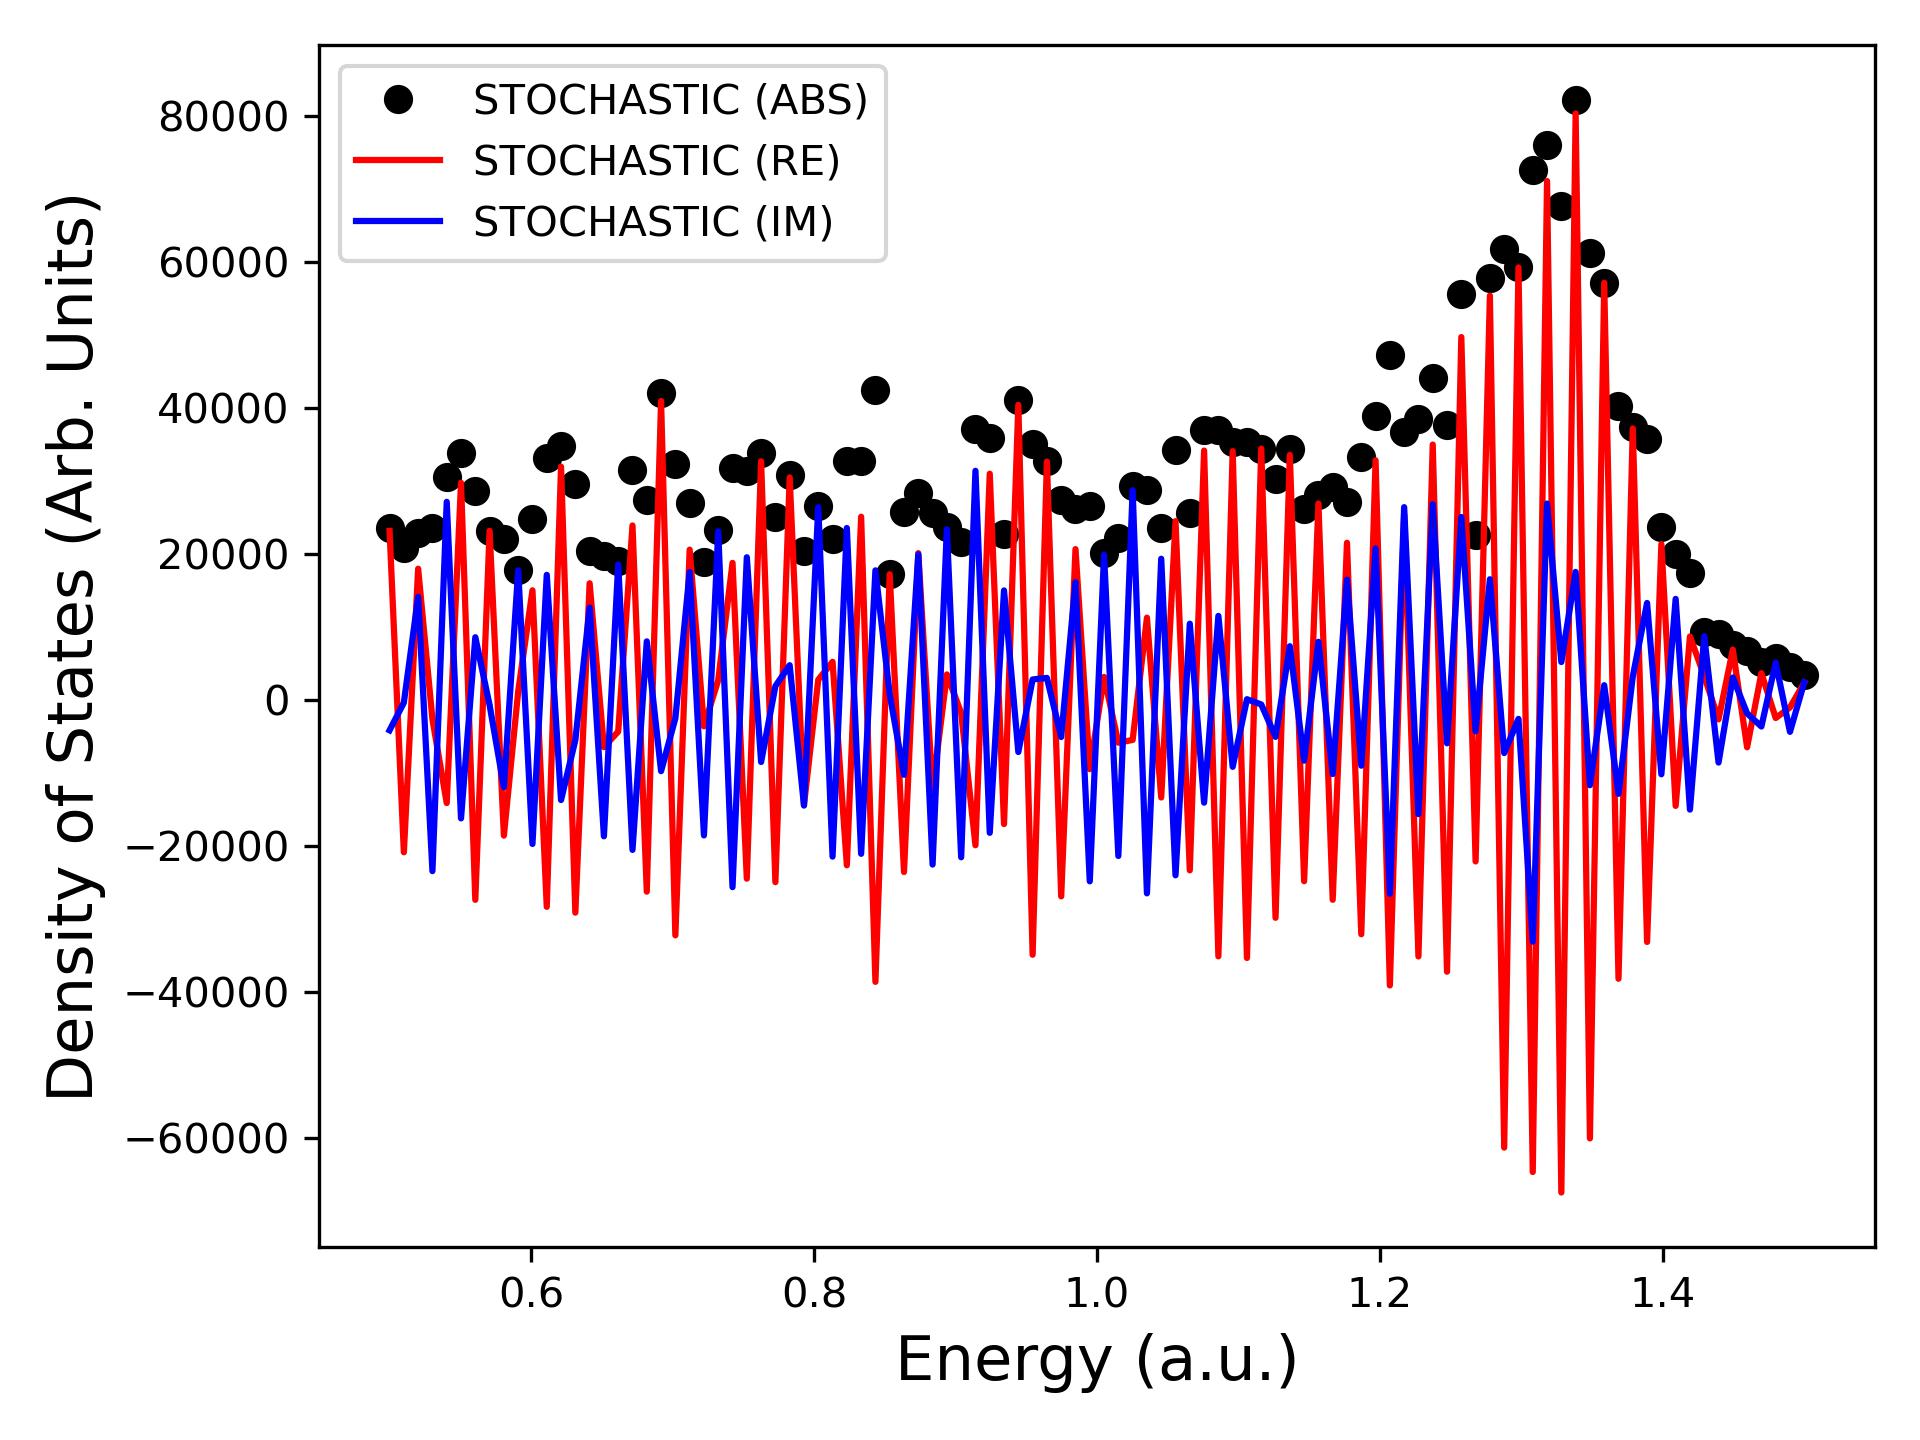 STOCHASTIC (ABS)
STOCHASTIC (RE)
STOCHASTIC (IM)
Density of States (Arb. Units)
80000
60000
40000
20000
0
−20000
−40000
−60000
0.6 0.8 1.0 1.2 1.4
Energy (a.u.)